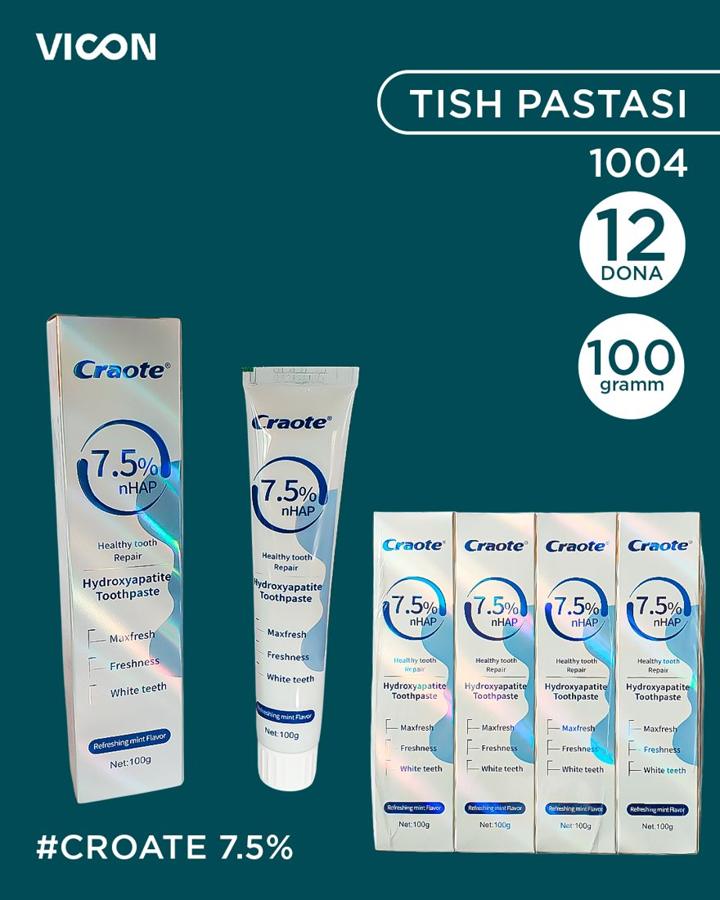 VICON
TISH PASTASI
1004
12
DONA
100
gramm
Craote®
7.5%
nHAP
Healthy tooth
Repair
Hydroxyapatite
Toothpaste
Maxfresh
Freshness
White teeth
Refreshing mint Flavor
Net:100g
Craote®
7.5%
nHAP
Healthy tooth
Repair
Hydroxyapatite
Toothpaste
Maxfresh
Freshness
White teeth
Refreshing mint Flavor
Net:100g
Craote®
7.5%
nHAP
Healthy tooth
Repair
Hydroxyapatite
Toothpaste
Maxfresh
Freshness
White teeth
Refreshing mint Flavor
Net:100g
Craote®
7.5%
nHAP
Healthy tooth
Repair
Hydroxyapatite
Toothpaste
Maxfresh
Freshness
White teeth
Refreshing mint Flavor
Net:100g
Craote®
7.5%
nHAP
Healthy tooth
Repair
Hydroxyapatite
Toothpaste
Maxfresh
Freshness
White teeth
Refreshing mint Flavor
Net:100g
Craote®
7.5%
nHAP
Healthy tooth
Repair
Hydroxyapatite
Toothpaste
Maxfresh
Freshness
White teeth
Refreshing mint Flavor
Net:100g
#CROATE 7.5%